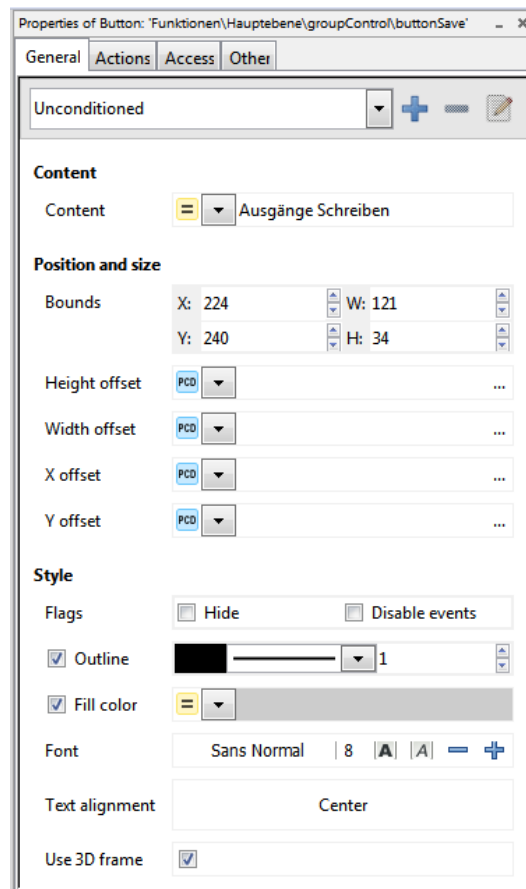 Properties of Button: 'Funktionen\Hauptebene\groupControl\buttonSave'
General Actions Access Other
Unconditioned
Content
Content = Ausgänge Schreiben
Position and size
Bounds X: 224 W: 121
Y: 240 H: 34
Height offset PCD ...
Width offset PCD ...
X offset PCD ...
Y offset PCD ...
Style
Flags Hide Disable events
Outline 1
Fill color =
Font Sans Normal 8 A A
Text alignment Center
Use 3D frame